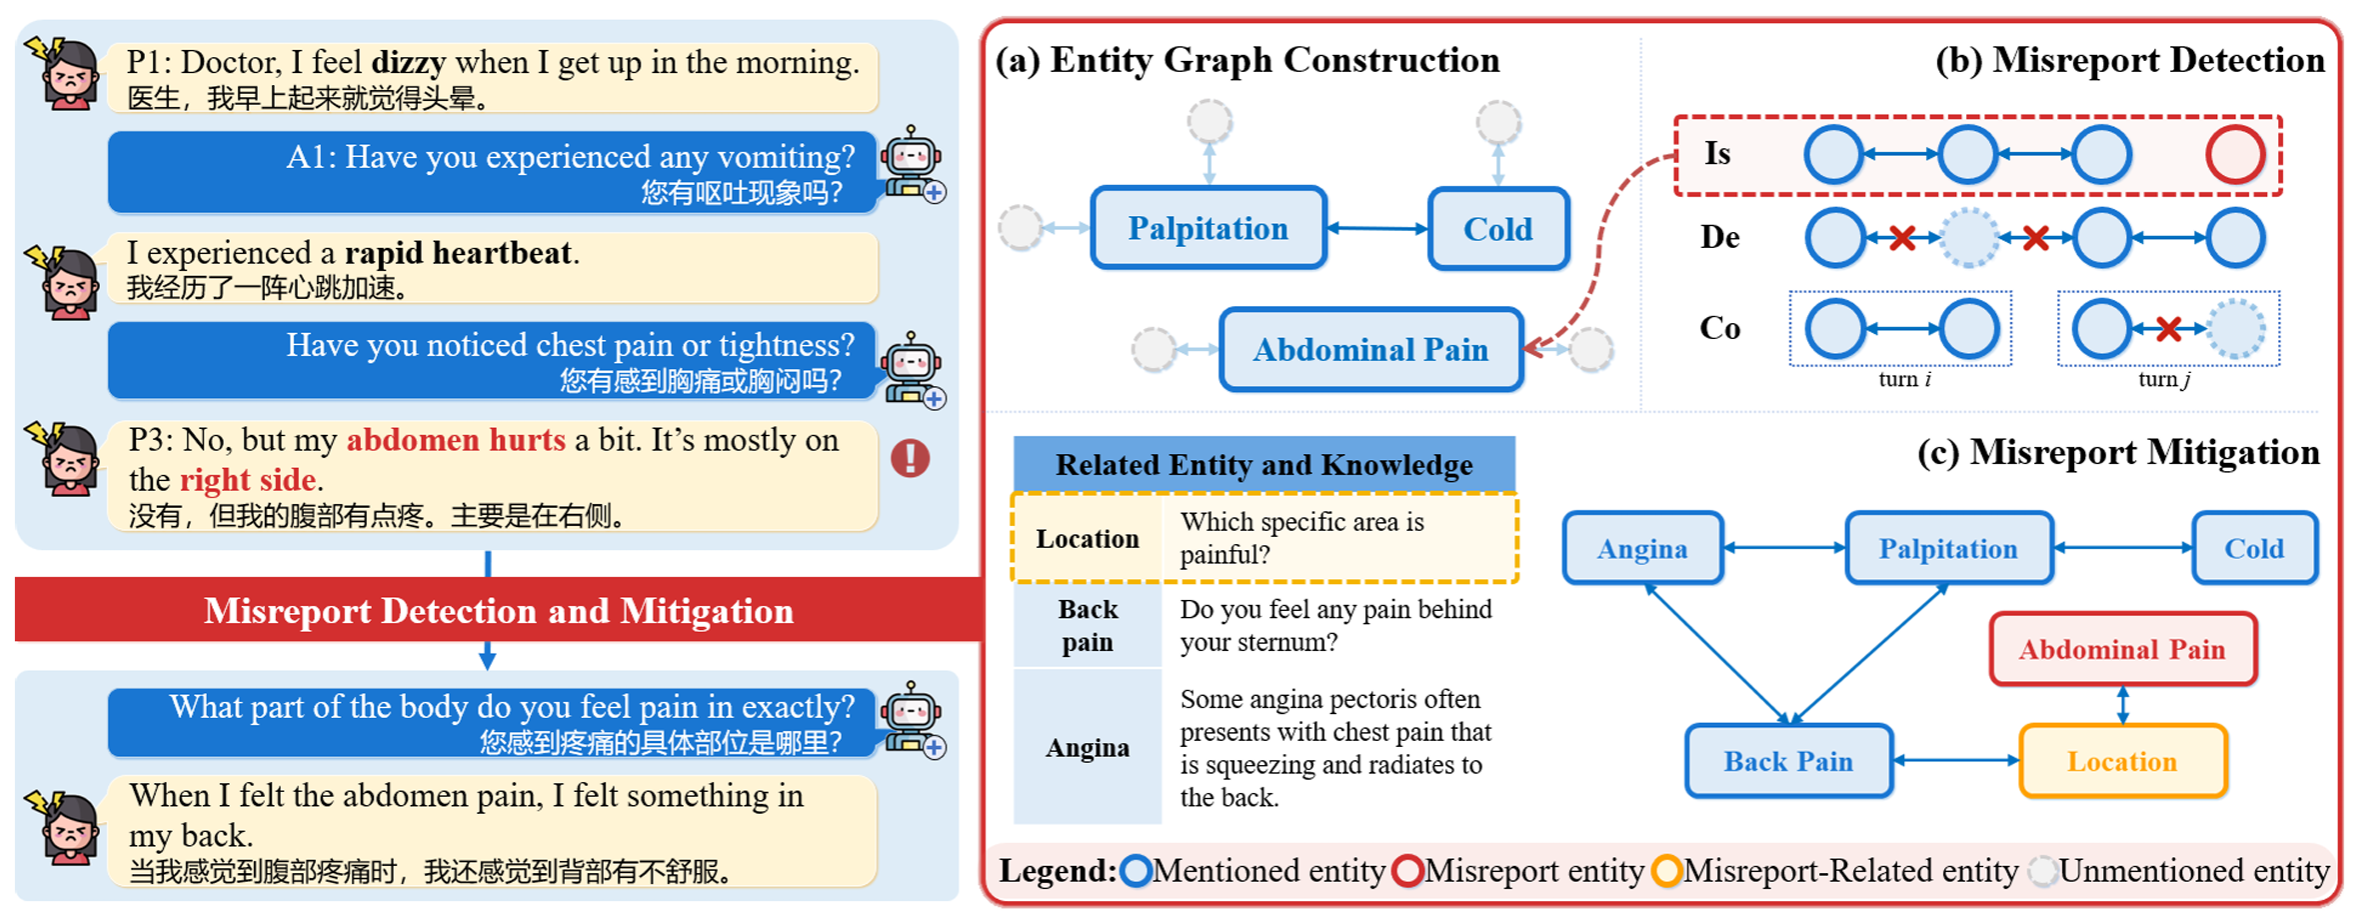 P1: Doctor, I feel dizzy when I get up in the morning.
医生，我早上起来就觉得头晕。
A1: Have you experienced any vomiting?
您有呕吐现象吗？
I experienced a rapid heartbeat.
我经历了一阵心跳加速。
Have you noticed chest pain or tightness?
您有感到胸痛或胸闷吗？
P3: No, but my abdomen hurts a bit. It’s mostly on
the right side.
没有，但我的腹部有点疼。主要是在右侧。
Misreport Detection and Mitigation
What part of the body do you feel pain in exactly?
您感到疼痛的具体部位是哪里？
When I felt the abdomen pain, I felt something in
my back.
当我感觉到腹部疼痛时，我还感觉到背部有不舒服。
(a) Entity Graph Construction
Palpitation
Cold
Abdominal Pain
(b) Misreport Detection
Is
De
Co
turn i
turn j
Related Entity and Knowledge
Location
Which specific area is
painful?
Back
pain
Do you feel any pain behind
your sternum?
Angina
Some angina pectoris often
presents with chest pain that
is squeezing and radiates to
the back.
(c) Misreport Mitigation
Angina
Palpitation
Cold
Abdominal Pain
Back Pain
Location
Legend: Mentioned entity Misreport entity Misreport-Related entity Unmentioned entity